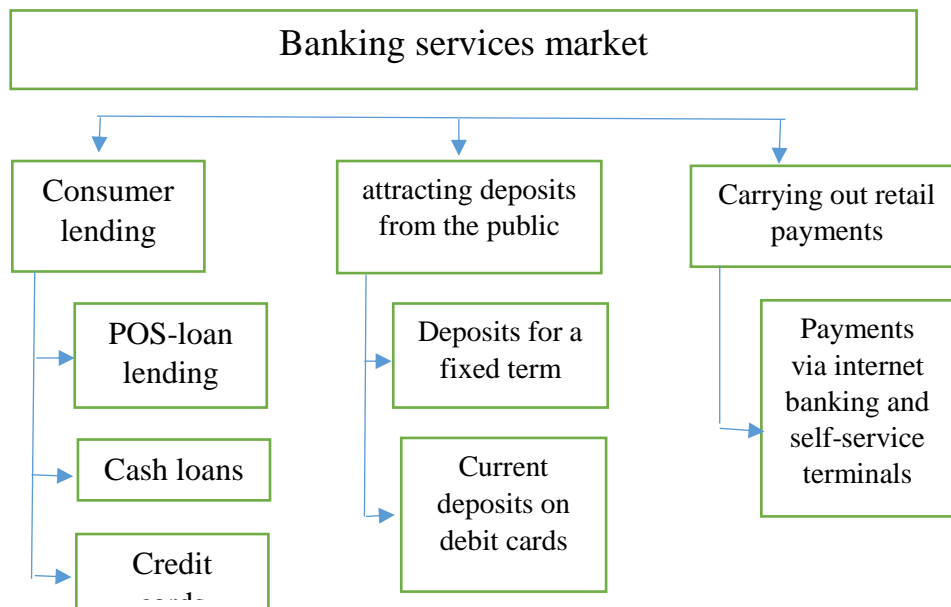 Banking services market
Consumer
lending
attracting deposits
from the public
Carrying out retail
payments
POS-loan
lending
Cash loans
Credit
cards
Deposits for a
fixed term
Current
deposits on
debit cards
Payments
via internet
banking and
self-service
terminals